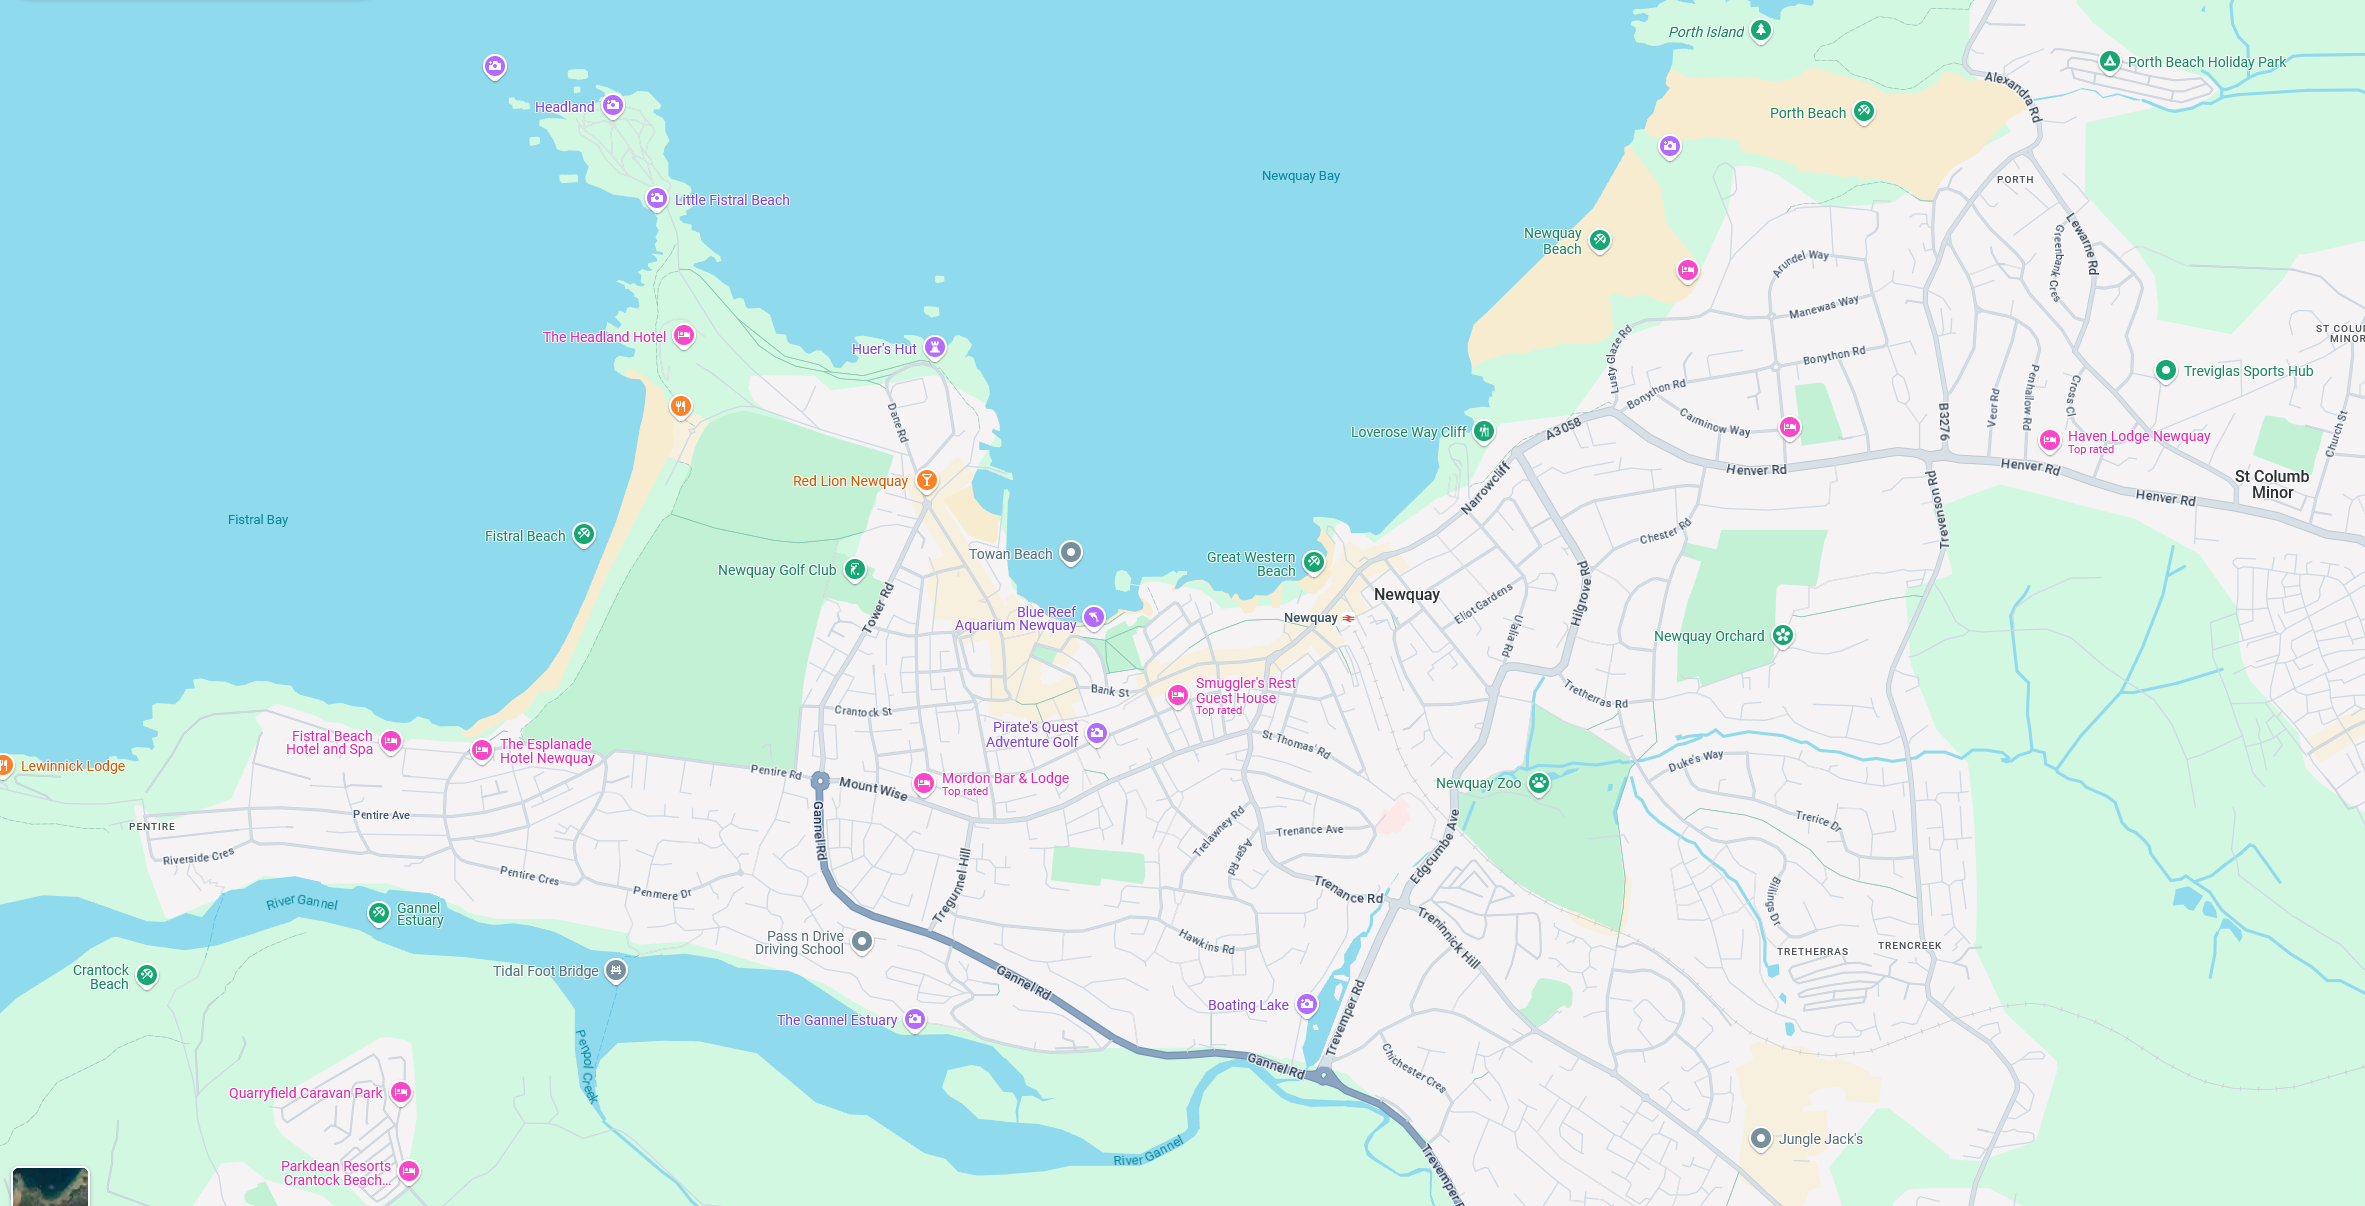 Porth Island
Porth Beach Holiday Park
Alexandra Rd
Headland
Porth Beach
Newquay Bay
PORTH
Little Fistral Beach
Newquay
Beach
Lewarne Rd
Greenbank Cres
Arundel Way
Manewas Way
The Headland Hotel
Huer's Hut
Lusty Glaze Rd
Bonython Rd
ST COLU
MINOR
Treviglas Sports Hub
Bonython Rd
Penhallow Rd
Cross Cl
Veor Rd
B3276
Dane Rd
Carminow Way
Church St
Loverose Way Cliff
A3058
Haven Lodge Newquay
Top rated
Henver Rd
Henver Rd
St Columb
Minor
Henver Rd
Red Lion Newquay
Narrowcliff
Trevenson Rd
Fistral Bay
Fistral Beach
Chester Rd
Towan Beach
Great Western
Beach
Newquay Golf Club
Hilgrove Rd
Newquay
Eliot Gardens
Tower Rd
Blue Reef
Aquarium Newquay
Newquay
Ulalia Rd
Newquay Orchard
Bank St
Smuggler's Rest
Guest House
Top rated
Tretherras Rd
Crantock St
Pirate's Quest
Adventure Golf
St Thomas' Rd
Fistral Beach
Hotel and Spa
The Esplanade
Hotel Newquay
Lewinnick Lodge
Pentire Rd
Mount Wise
Mordon Bar & Lodge
Top rated
Newquay Zoo
Duke's Way
Pentire Ave
PENTIRE
Gannel Rd
Trelawney Rd
Trenance Ave
Trerice Dr
Riverside Cres
Agar Rd
Edgcumbe Ave
Pentire Cres
Penmere Dr
Tregunnel Hill
Trenance Rd
Billings Dr
River Gannel
Gannel
Estuary
Treninnick Hill
Pass n Drive
Driving School
Hawkins Rd
TRETHERRAS
TRENCREEK
Crantock
Beach
Tidal Foot Bridge
Gannel Rd
Boating Lake
Trevemper Rd
The Gannel Estuary
Penpol Creek
Gannel Rd
Chichester Cres
Quarryfield Caravan Park
River Gannel
Jungle Jack's
Parkdean Resorts
Crantock Beach...
Trevemper